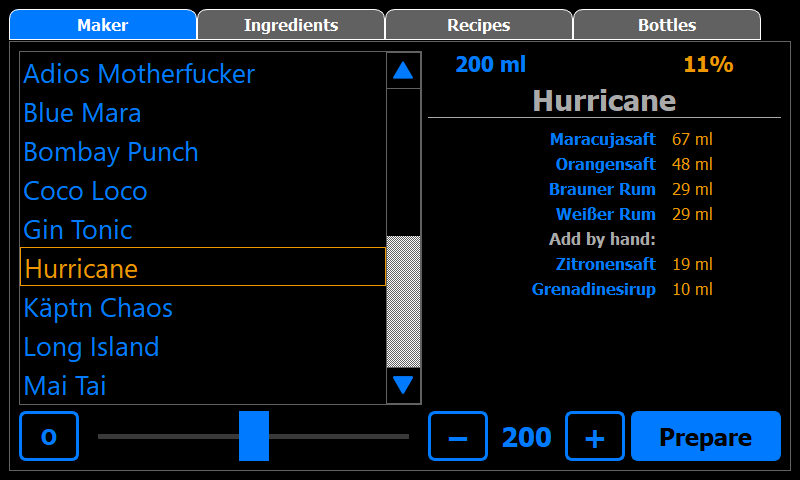 Maker Ingredients Recipes Bottles
Adios Motherfucker
Blue Mara
Bombay Punch
Coco Loco
Gin Tonic
Hurricane
Käptn Chaos
Long Island
Mai Tai
200 ml 11%
Hurricane
Maracujasaft 67 ml
Orangensaft 48 ml
Brauner Rum 29 ml
Weißer Rum 29 ml
Add by hand:
Zitronensaft 19 ml
Grenadinesirup 10 ml
o − 200 + Prepare